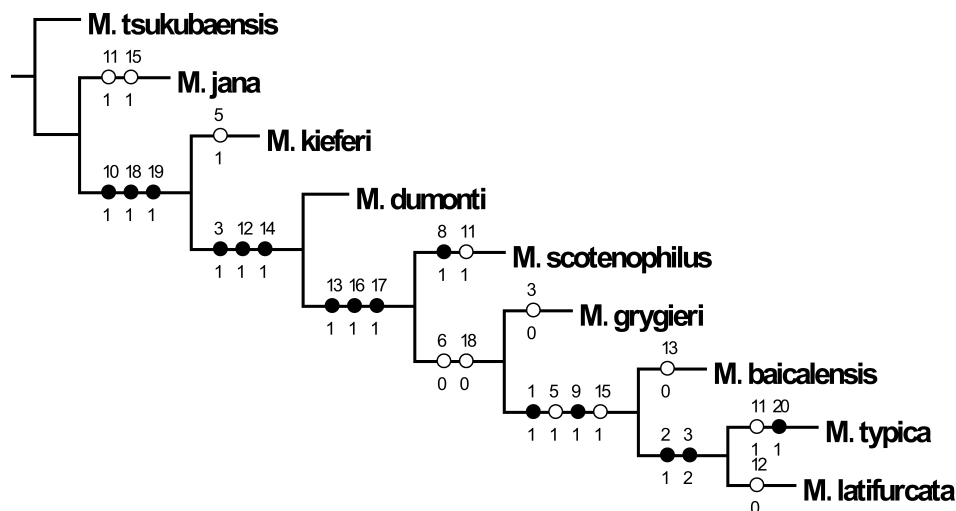 M. tsukubaensis
11 15
1 1
M. jana
5
1
M. kieferi
10 18 19
1 1 1
M. dumonti
3 12 14
1 1 1
8 11
1 1
M. scotenophilus
13 16 17
1 1 1
3
0
M. grygieri
6 18
0 0
13
0
M. baicalensis
1 5 9 15
1 1 1 1
11 20
1 1
M. typica
2 3
1 2
12
0
M. latifurcata